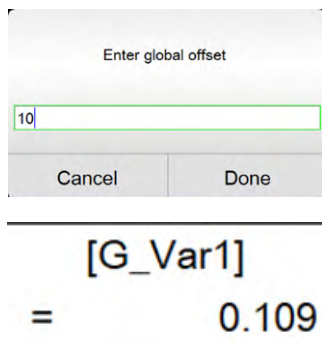 Enter global offset
10
Cancel Done
[G_Var1]
= 0.109